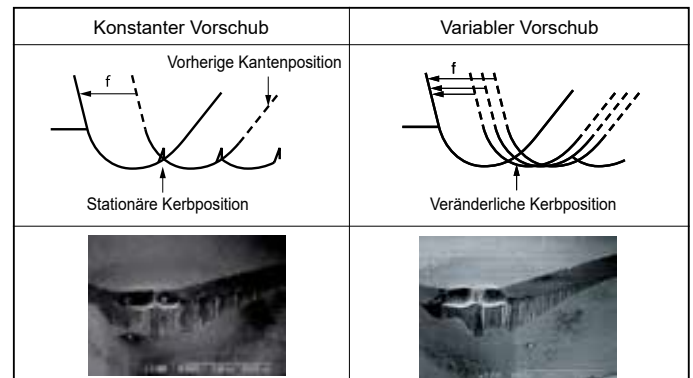 Konstanter Vorschub
Variabler Vorschub
f
Vorherige Kantenposition
Stationäre Kerbposition
f
Veränderliche Kerbposition